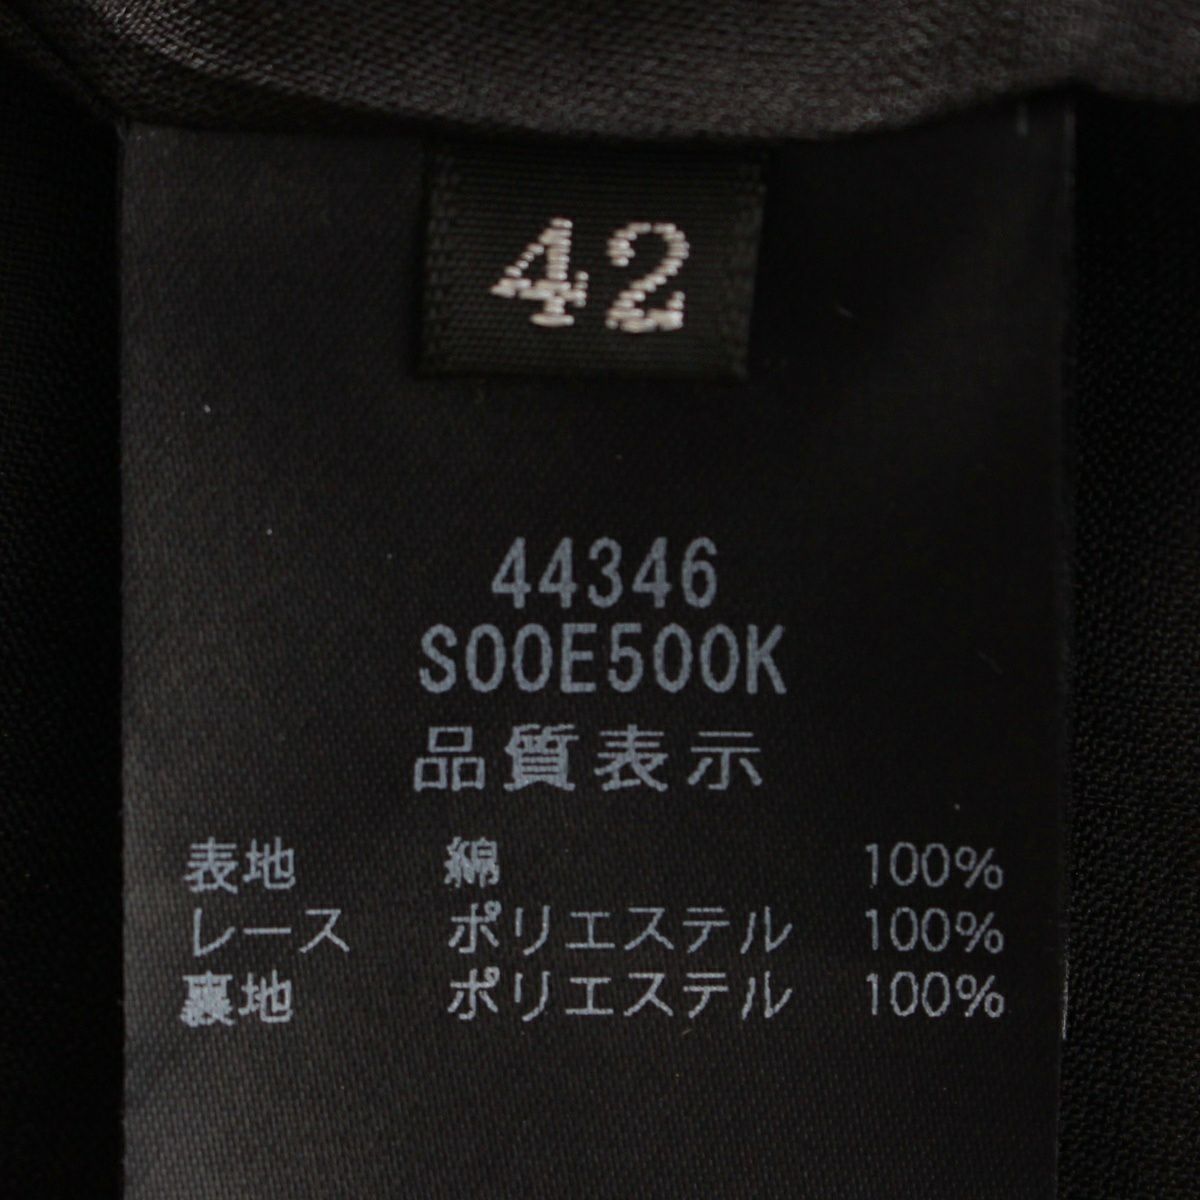 42
44346
S00E500K
品質表示
表地 綿 100%
レース ポリエステル 100%
裏地 ポリエステル 100%